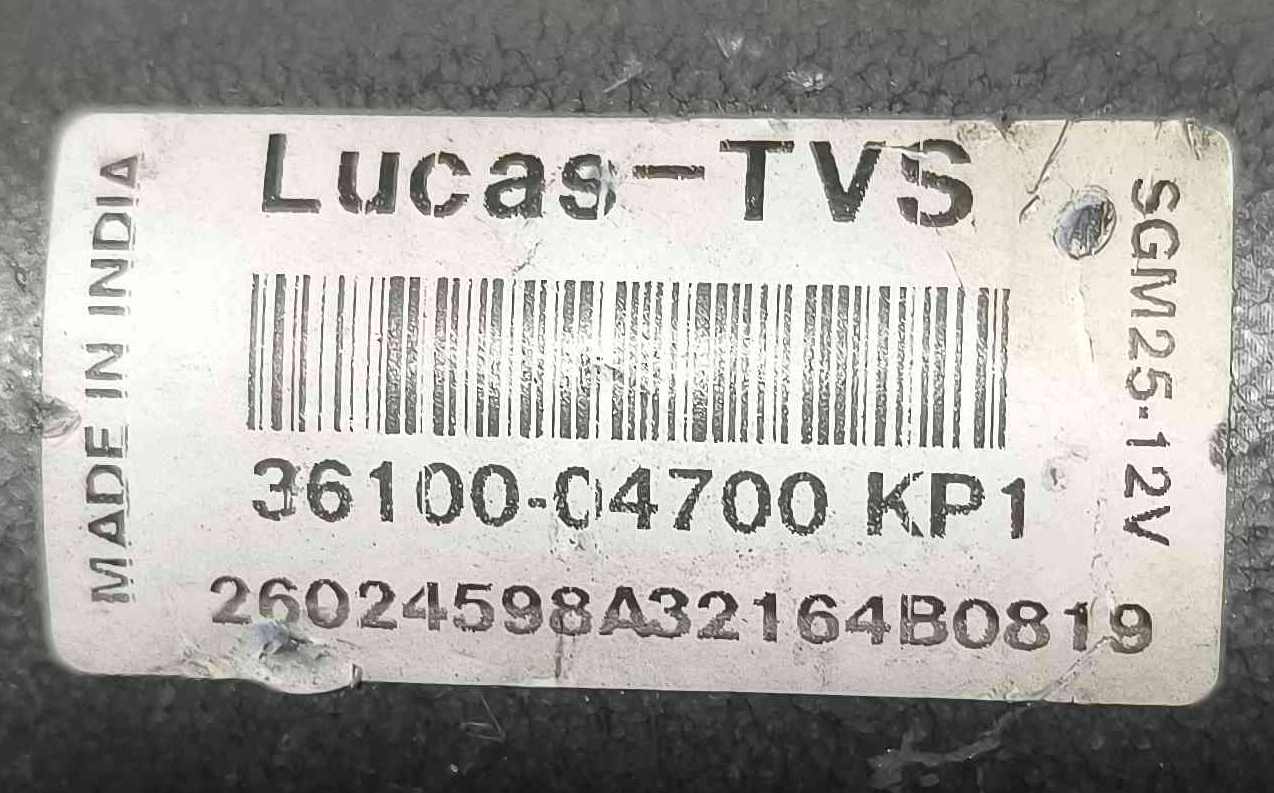 Lucas-TVS
MADE IN INDIA
SGM25-12V
36100-04700 KP1
26024598A32164B0819